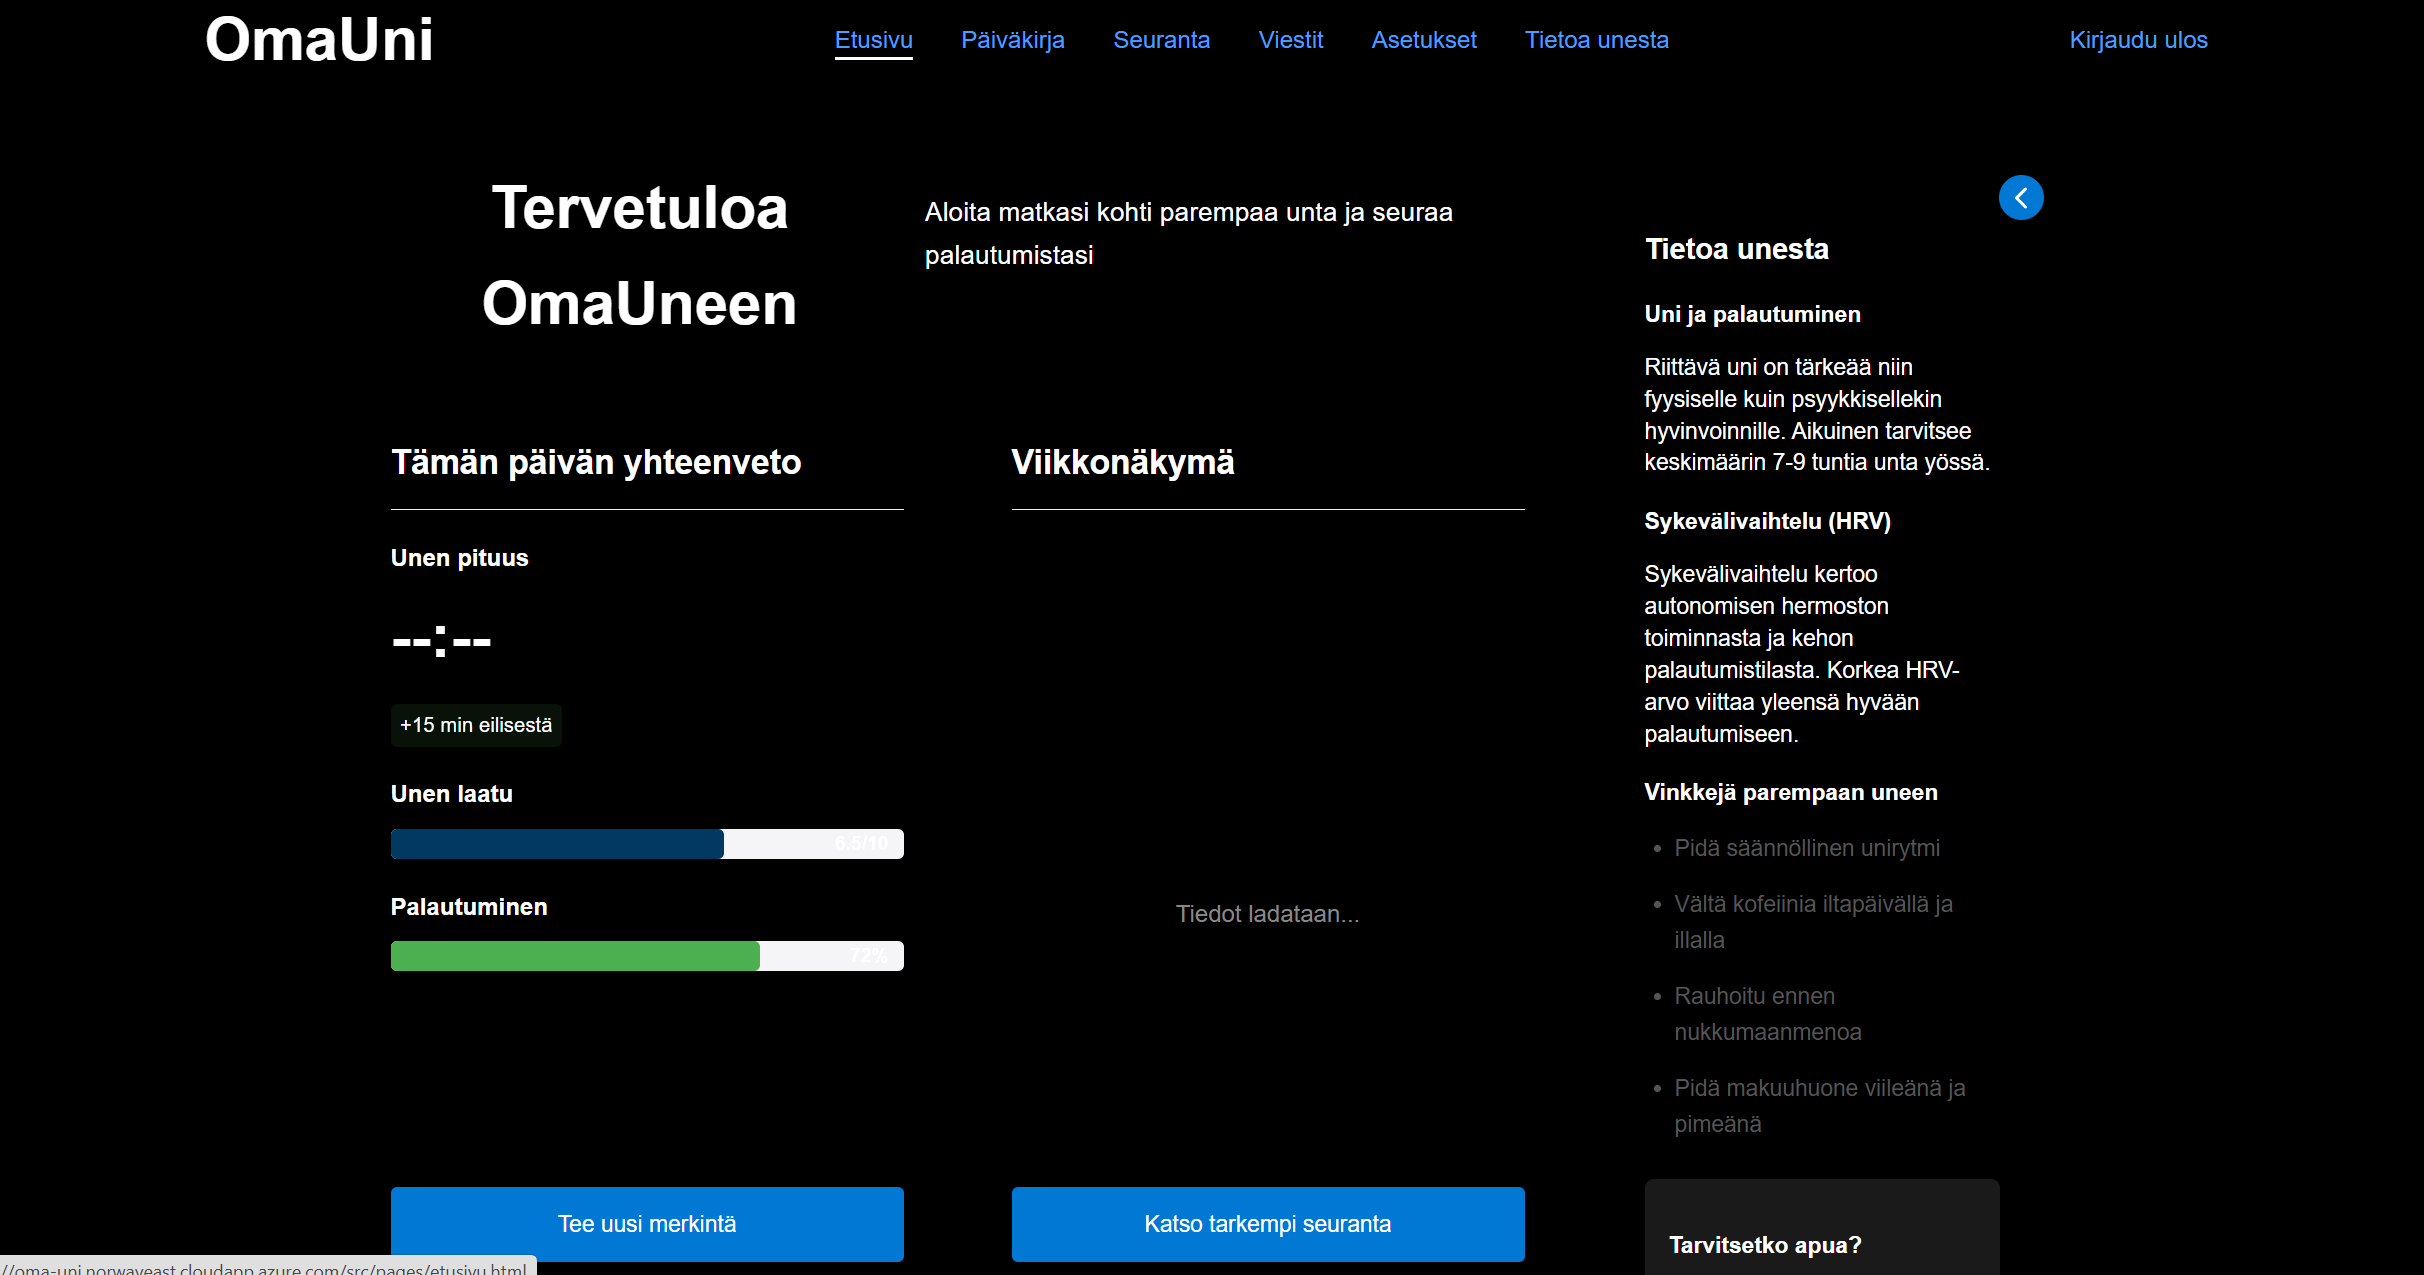 OmaUni
Etusivu Päiväkirja Seuranta Viestit Asetukset Tietoa unesta
Kirjaudu ulos
Tervetuloa
OmaUneen
Aloita matkasi kohti parempaa unta ja seuraa
palautumistasi
Tämän päivän yhteenveto
Unen pituus
--:--
+15 min eilisestä
Unen laatu
6.5/10
Palautuminen
72%
Tee uusi merkintä
Viikkonäkymä
Tiedot ladataan...
Katso tarkempi seuranta
Tietoa unesta
Uni ja palautuminen
Riittävä uni on tärkeää niin
fyysiselle kuin psyykkisellekin
hyvinvoinnille. Aikuinen tarvitsee
keskimäärin 7-9 tuntia unta yössä.
Sykevälivaihtelu (HRV)
Sykevälivaihtelu kertoo
autonomisen hermoston
toiminnasta ja kehon
palautumistilasta. Korkea HRV-
arvo viittaa yleensä hyvään
palautumiseen.
Vinkkejä parempaan uneen
• Pidä säännöllinen unirytmi
• Vältä kofeiinia iltapäivällä ja
illalla
• Rauhoitu ennen
nukkumaanmenoa
• Pidä makuuhuone viileänä ja
pimeänä
Tarvitsetko apua?
//oma-uni.norwayeast.cloudapp.azure.com/src/pages/etusivu.html